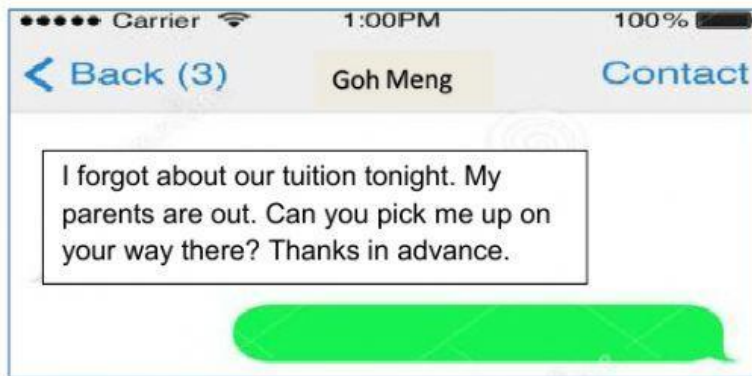 Carrier 1:00PM 100%
Back (3) Goh Meng Contact
I forgot about our tuition tonight. My
parents are out. Can you pick me up on
your way there? Thanks in advance.